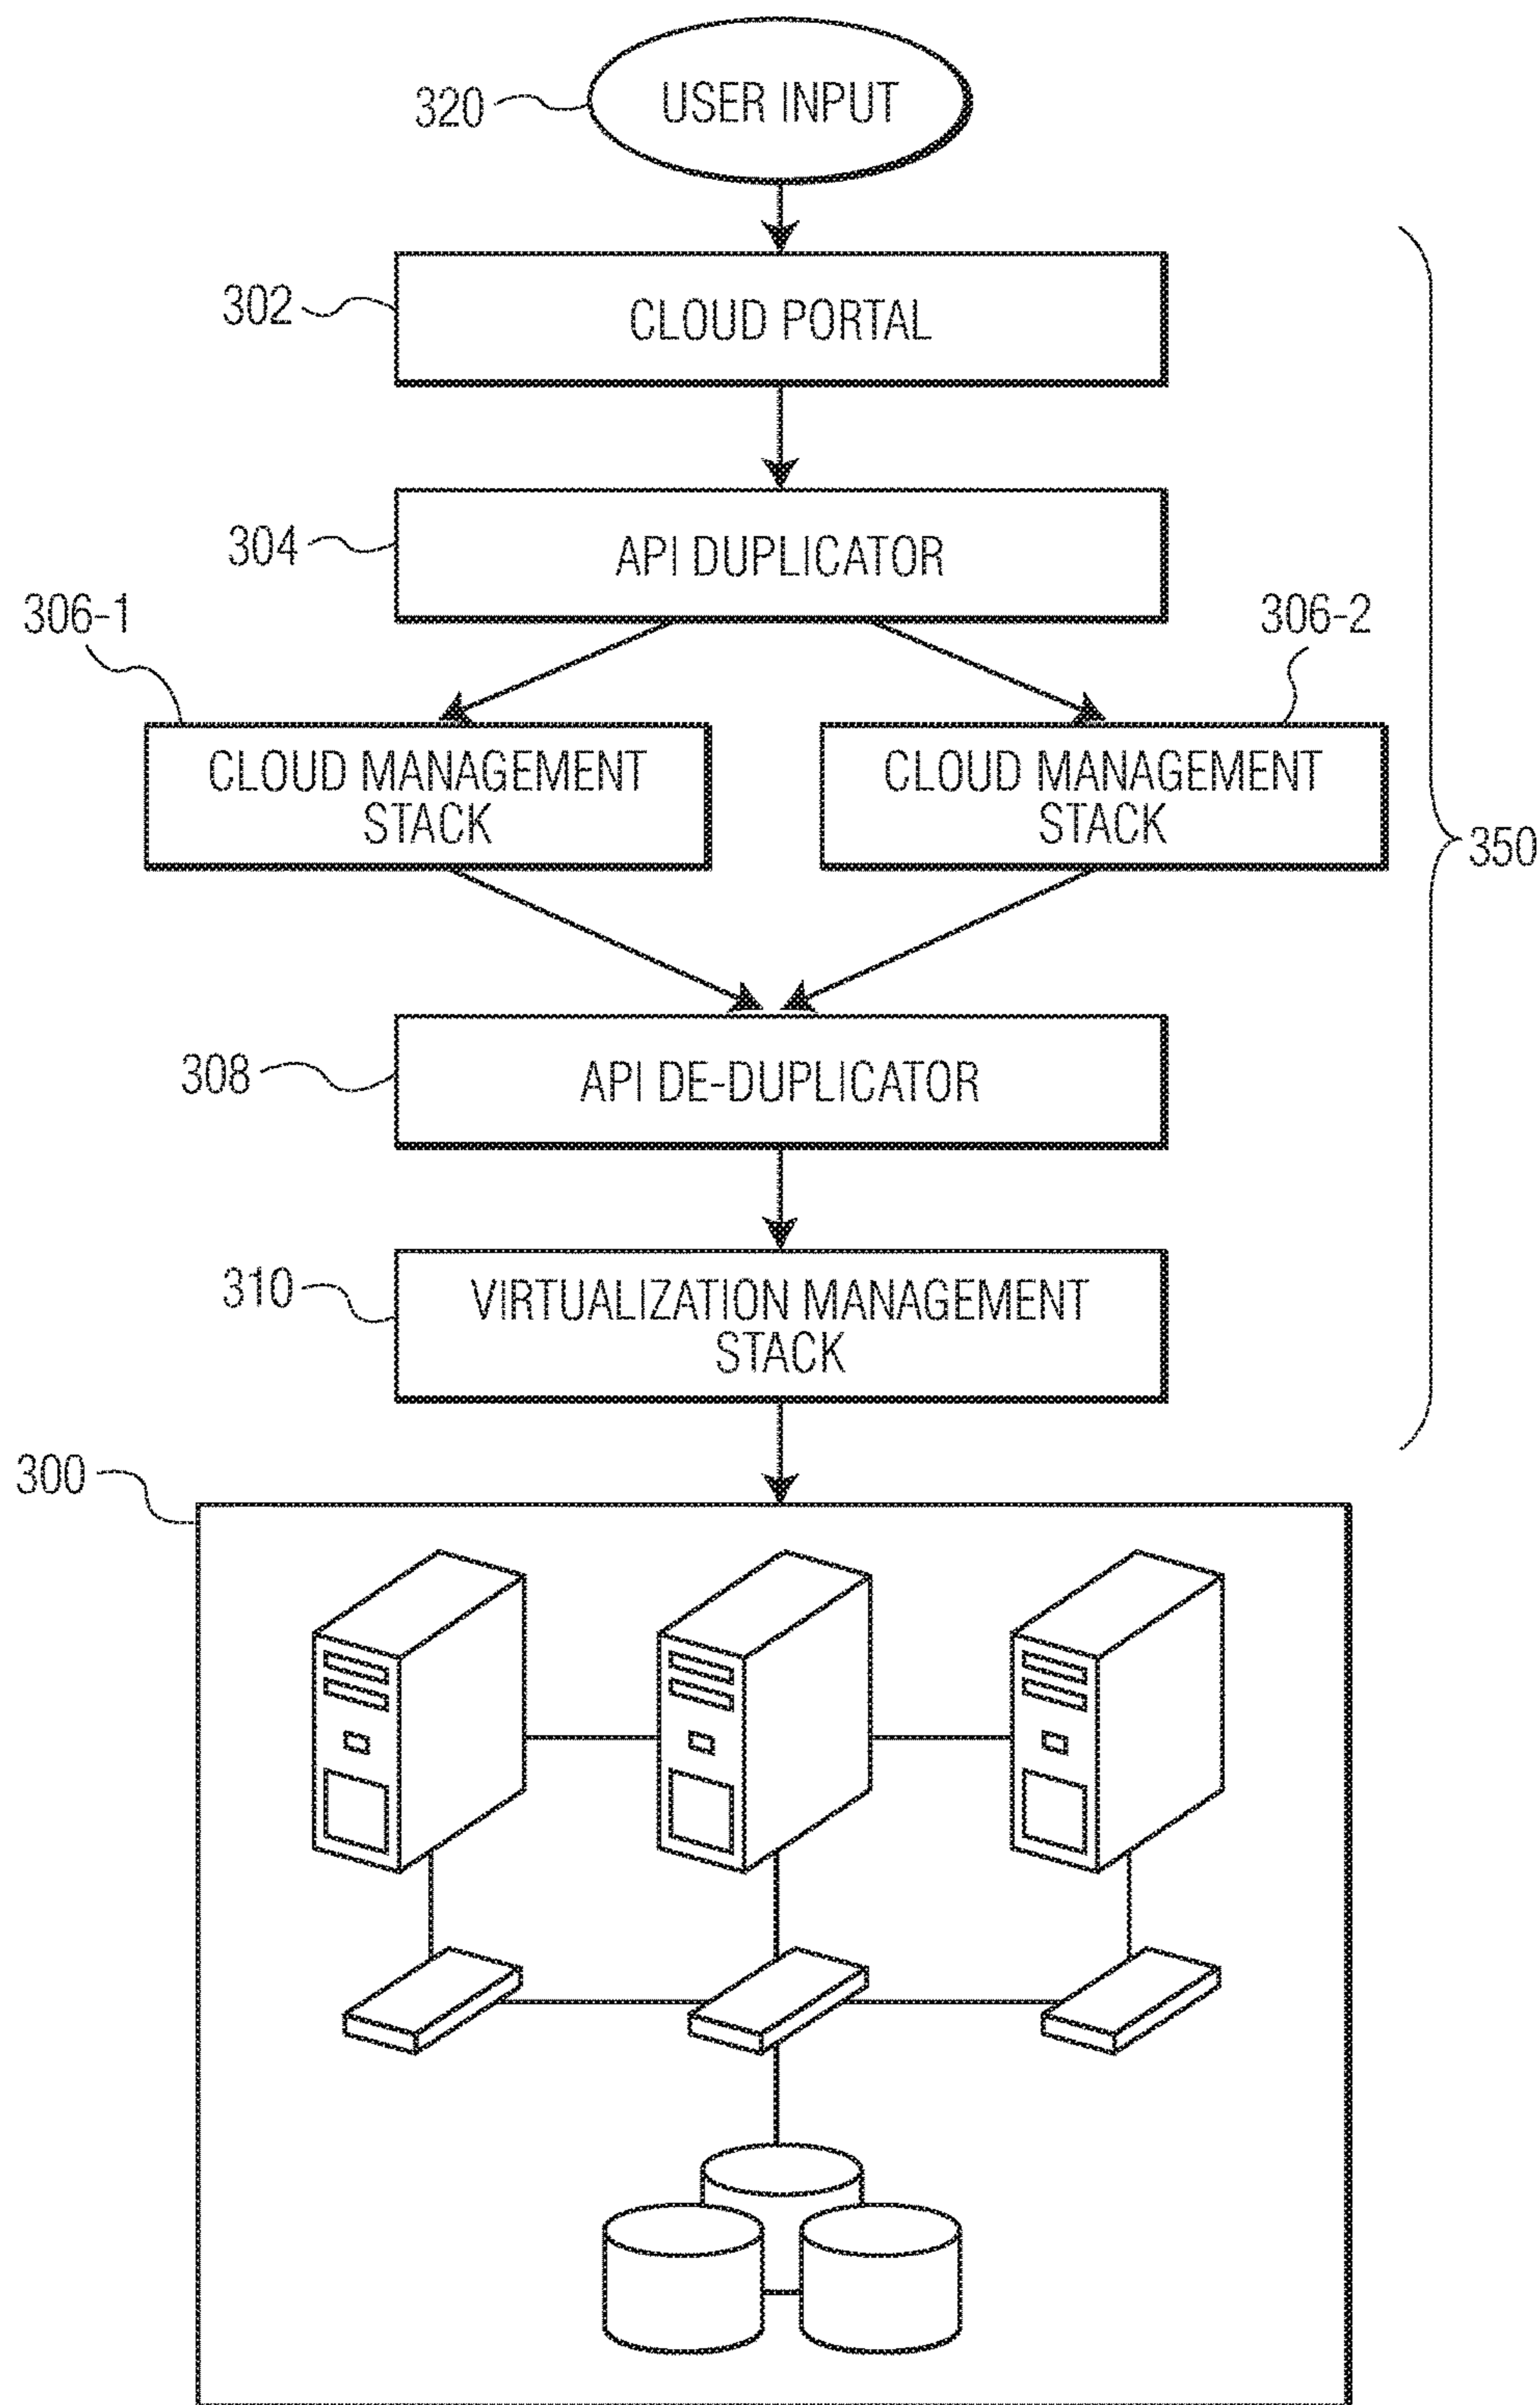 320
USER INPUT
302
CLOUD PORTAL
304
API DUPLICATOR
306-1
306-2
CLOUD MANAGEMENT
STACK
CLOUD MANAGEMENT
STACK
350
308
API DE-DUPLICATOR
310
VIRTUALIZATION MANAGEMENT
STACK
300